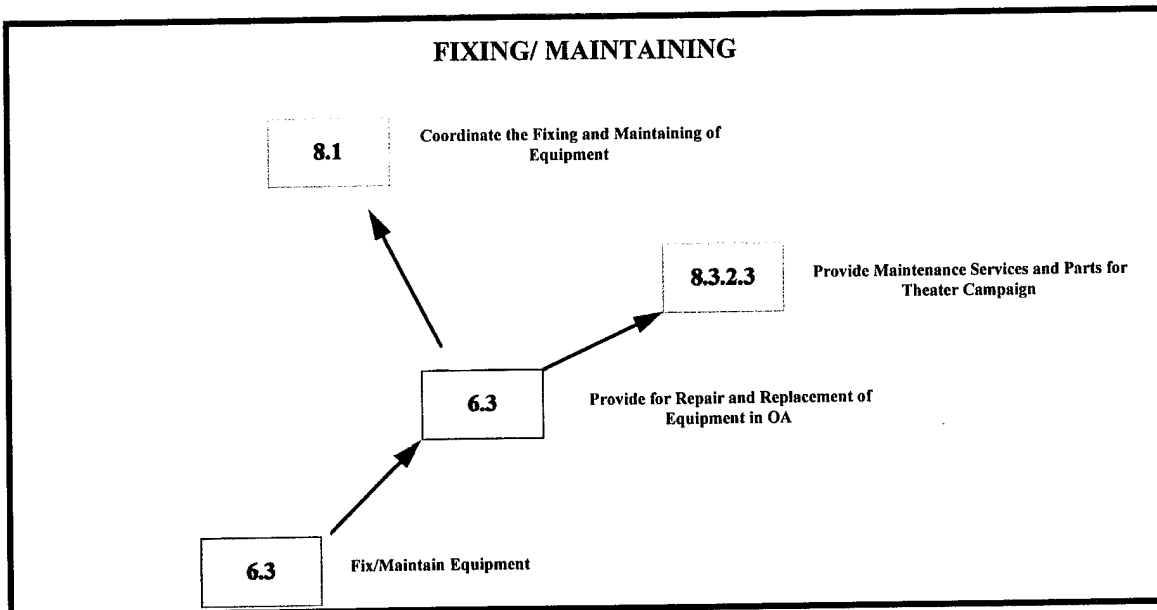 FIXING/ MAINTAINING
8.1
Coordinate the Fixing and Maintaining of
Equipment
8.3.2.3
Provide Maintenance Services and Parts for
Theater Campaign
6.3
Provide for Repair and Replacement of
Equipment in OA
6.3
Fix/Maintain Equipment